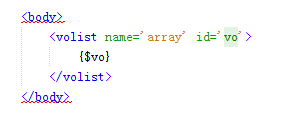 <body>
<volist name='array' id='vo'>
{$vo}
</volist>
</body>